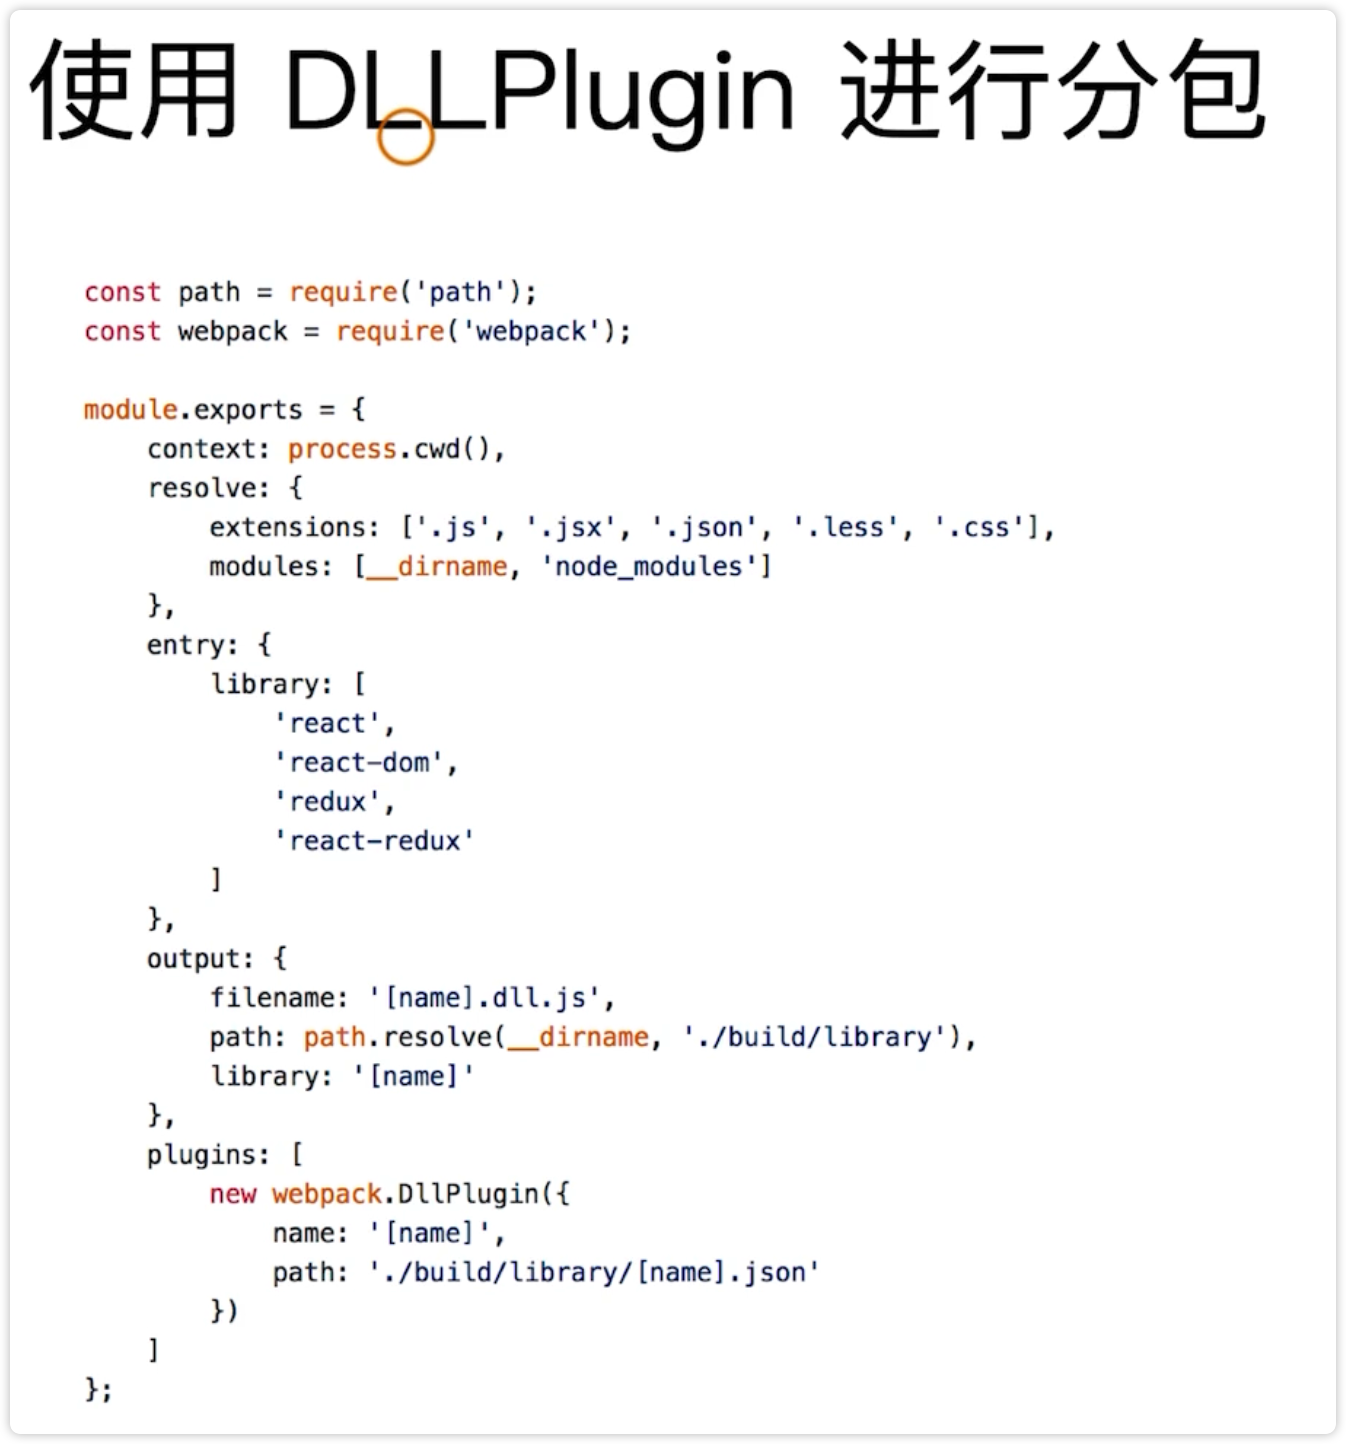 使用 DLLPlugin 进行分包
const path = require('path');
const webpack = require('webpack');
module.exports = {
    context: process.cwd(),
    resolve: {
        extensions: ['.js', '.jsx', '.json', '.less', '.css'],
        modules: [__dirname, 'node_modules']
    },
    entry: {
        library: [
            'react',
            'react-dom',
            'redux',
            'react-redux'
        ]
    },
    output: {
        filename: '[name].dll.js',
        path: path.resolve(__dirname, './build/library'),
        library: '[name]'
    },
    plugins: [
        new webpack.DllPlugin({
            name: '[name]',
            path: './build/library/[name].json'
        })
    ]
};